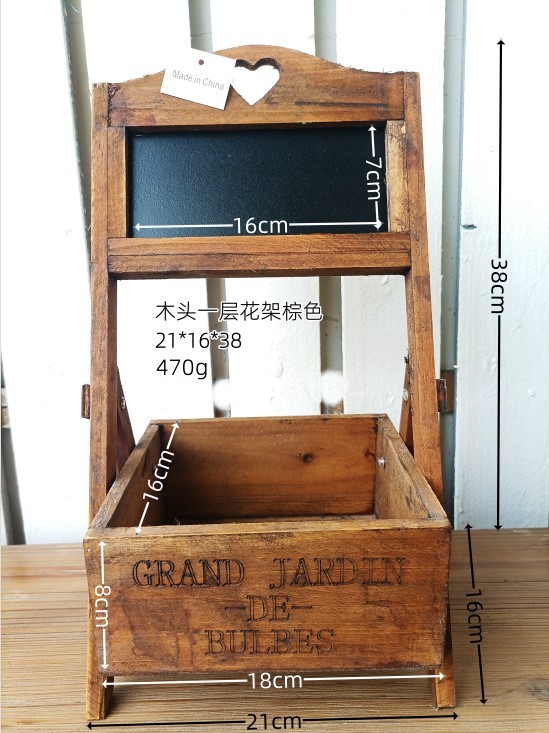 Made in China
7cm
16cm
38cm
木头一层花架棕色
21*16*38
470g
16cm
GRAND JARDIN
-DE-
BULBES
8cm
16cm
18cm
21cm